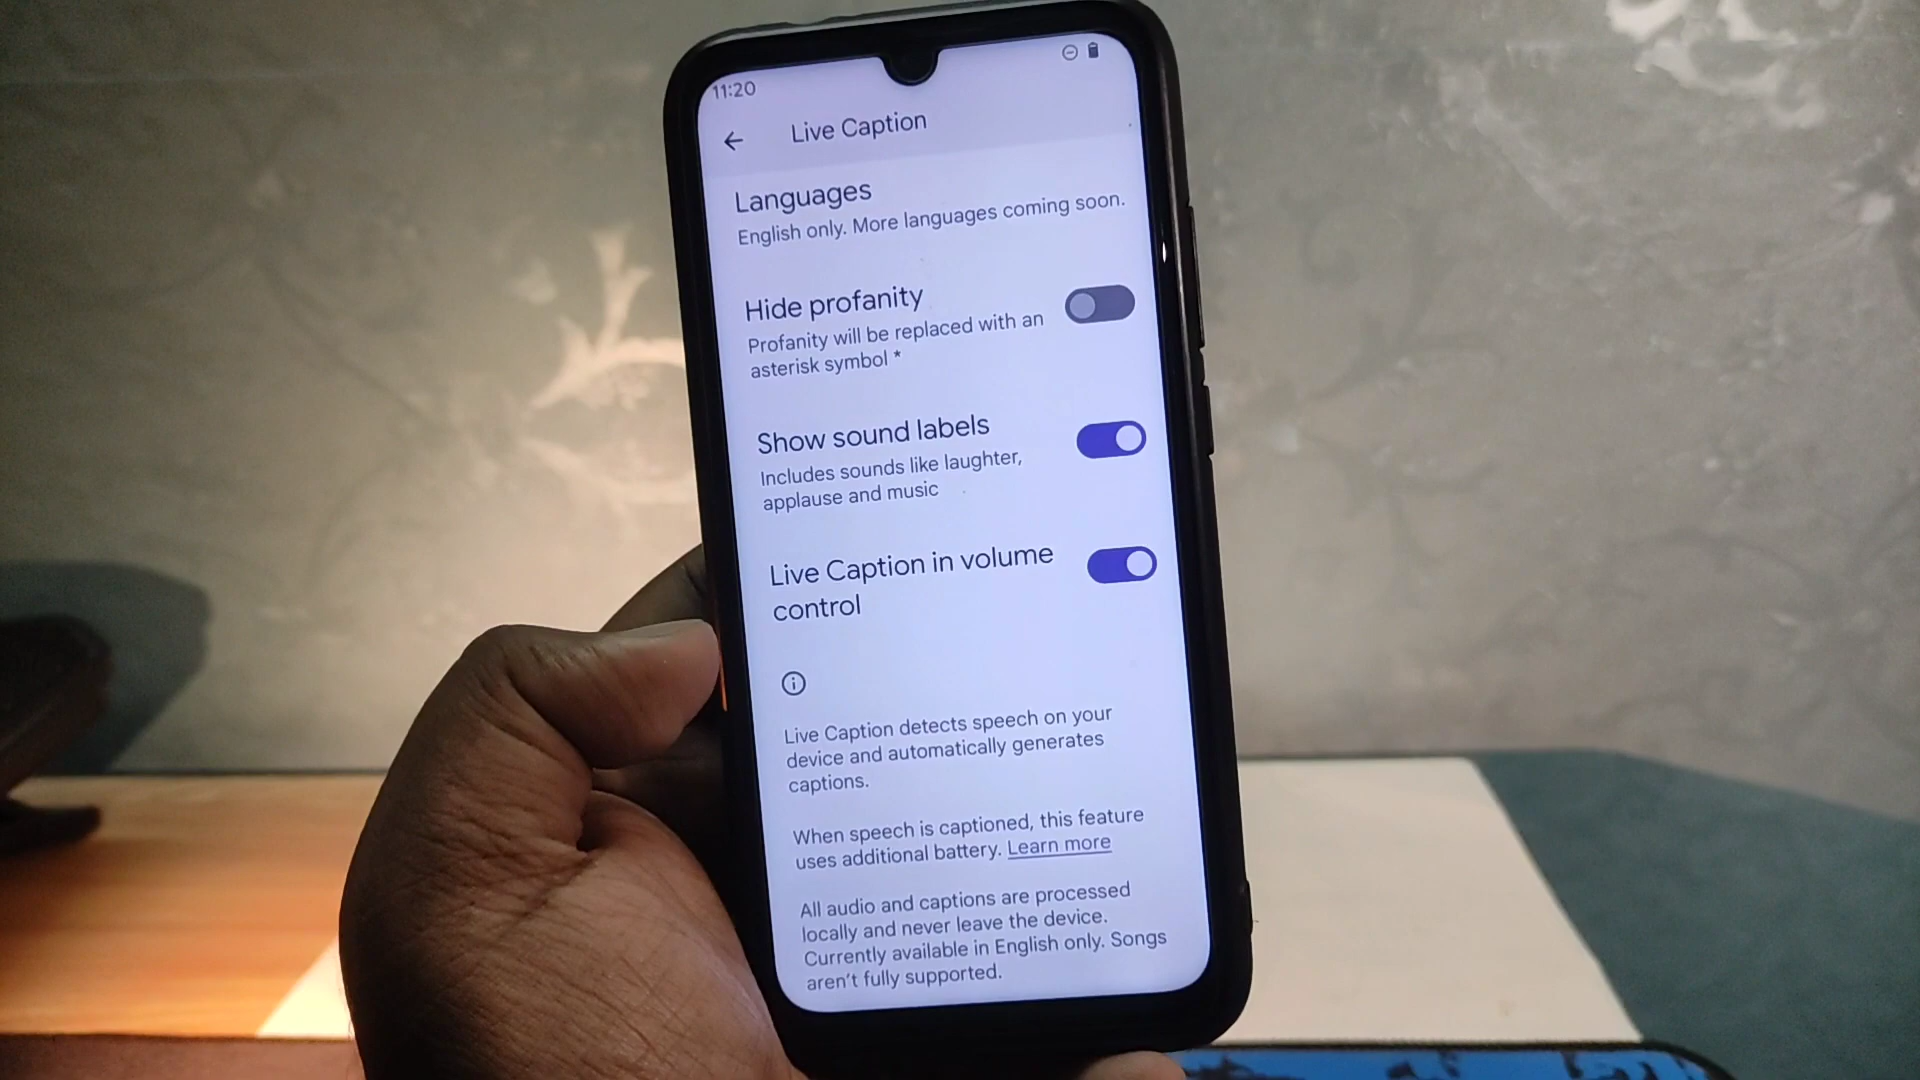 11:20
Live Caption
Languages
English only. More languages coming soon.
Hide profanity
Profanity will be replaced with an
asterisk symbol *
Show sound labels
Includes sounds like laughter,
applause and music
Live Caption in volume
control
Live Caption detects speech on your
device and automatically generates
captions.
When speech is captioned, this feature
uses additional battery. Learn more
All audio and captions are processed
locally and never leave the device.
Currently available in English only. Songs
aren't fully supported.